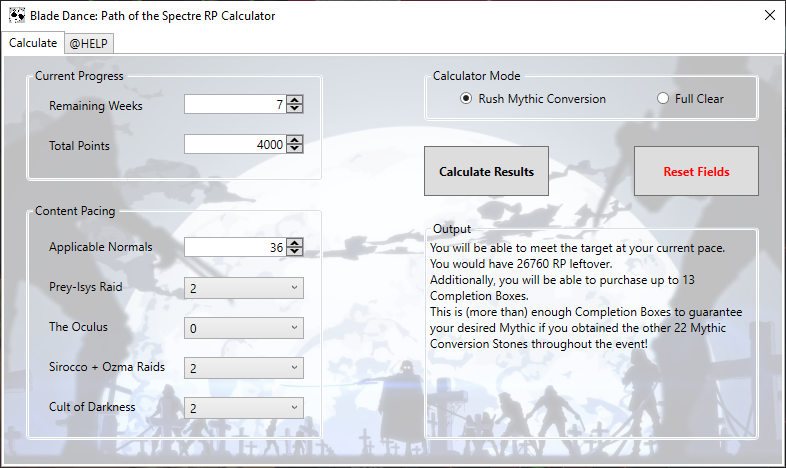 Blade Dance: Path of the Spectre RP Calculator
Calculate
@HELP
Current Progress
Remaining Weeks
7
Total Points
4000
Calculator Mode
Rush Mythic Conversion
Full Clear
Calculate Results
Reset Fields
Content Pacing
Applicable Normals
36
Prey-Isys Raid
2
The Oculus
0
Sirocco + Ozma Raids
2
Cult of Darkness
2
Output
You will be able to meet the target at your current pace.
You would have 26760 RP leftover.
Additionally, you will be able to purchase up to 13
Completion Boxes.
This is (more than) enough Completion Boxes to guarantee
your desired Mythic if you obtained the other 22 Mythic
Conversion Stones throughout the event!